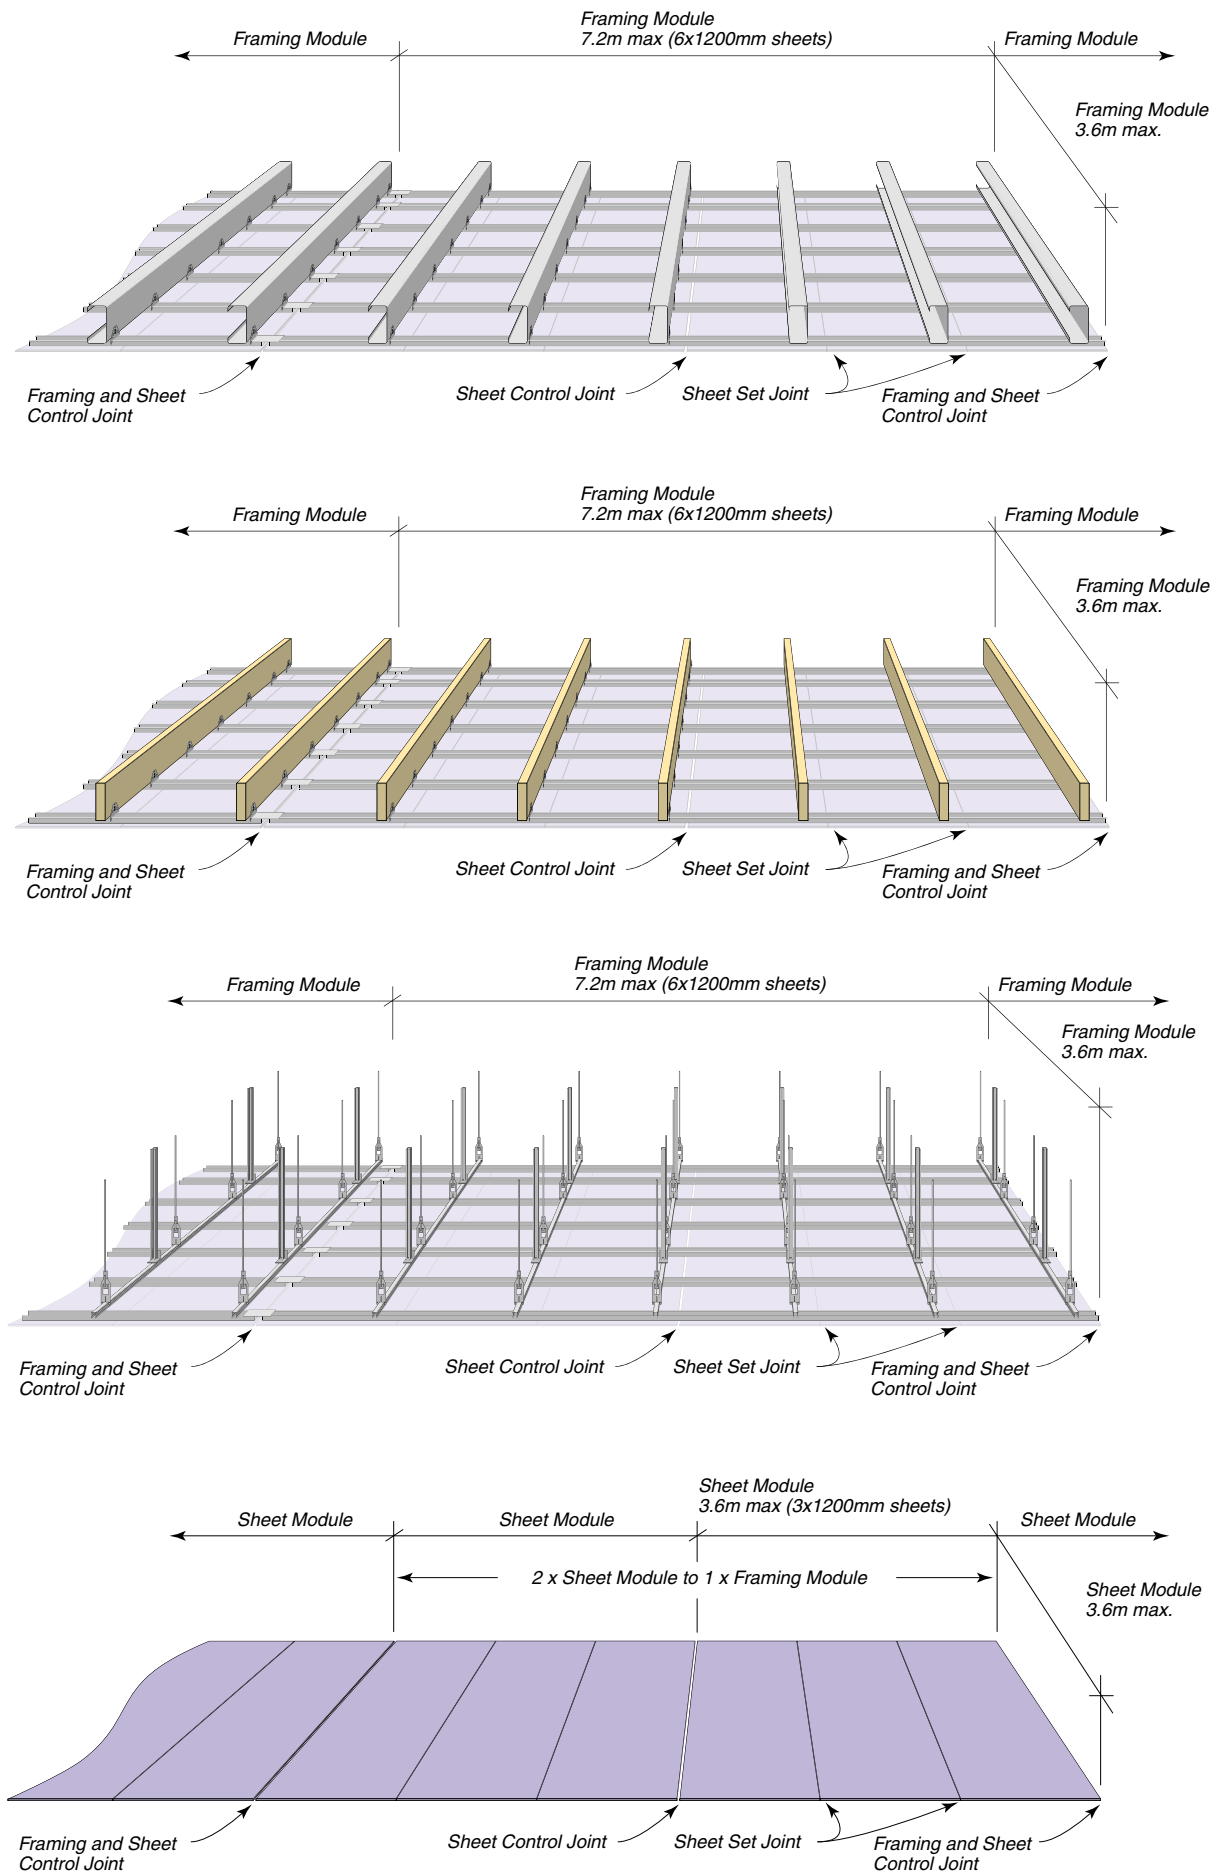 Framing Module
7.2m max (6x1200mm sheets)
Framing Module
Framing Module
Framing Module
3.6m max.
Framing and Sheet
Control Joint
Sheet Control Joint
Sheet Set Joint
Framing and Sheet
Control Joint
Framing Module
7.2m max (6x1200mm sheets)
Framing Module
Framing Module
Framing Module
3.6m max.
Framing and Sheet
Control Joint
Sheet Control Joint
Sheet Set Joint
Framing and Sheet
Control Joint
Framing Module
7.2m max (6x1200mm sheets)
Framing Module
Framing Module
Framing Module
3.6m max.
Framing and Sheet
Control Joint
Sheet Control Joint
Sheet Set Joint
Framing and Sheet
Control Joint
Sheet Module
3.6m max (3x1200mm sheets)
Sheet Module
Sheet Module
Sheet Module
2 x Sheet Module to 1 x Framing Module
Sheet Module
3.6m max.
Framing and Sheet
Control Joint
Sheet Control Joint
Sheet Set Joint
Framing and Sheet
Control Joint